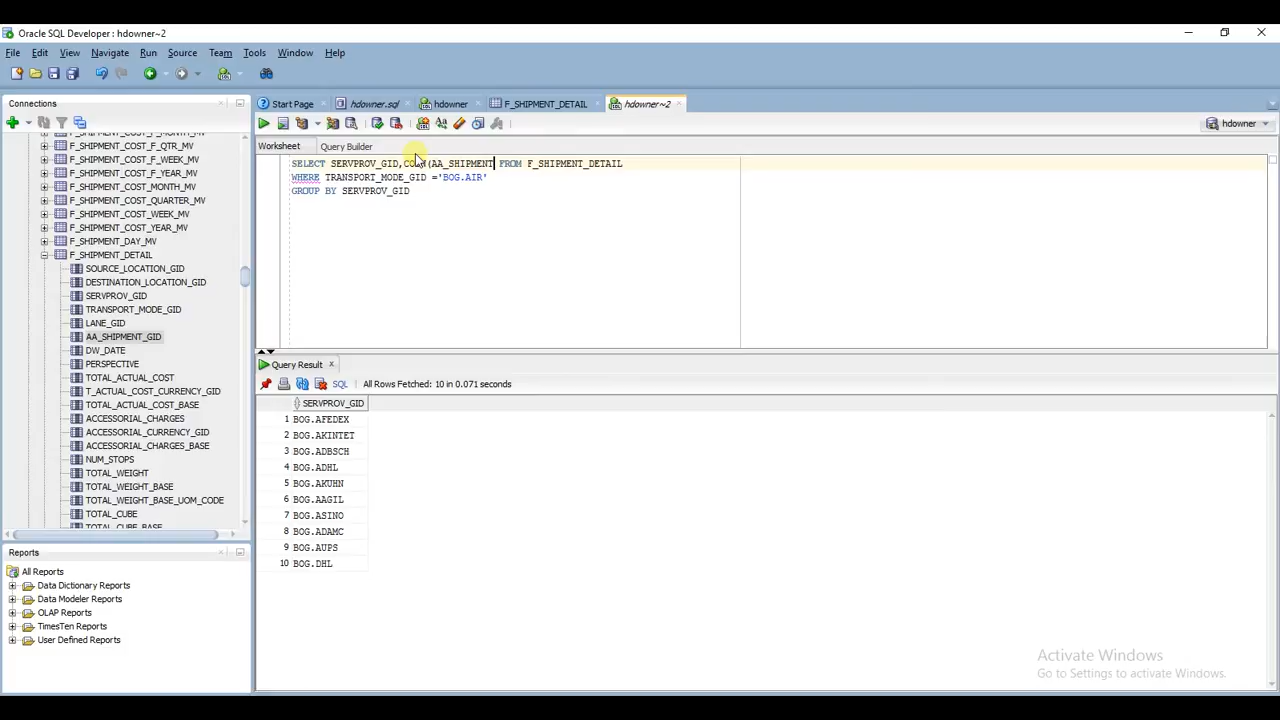 Oracle SQL Developer : hdowner~2
File Edit View Navigate Run Source Team Tools Window Help
Connections
Start Page hdowner.sql hdowner F_SHIPMENT_DETAIL hdowner~2
hdowner
Worksheet Query Builder
SELECT SERVPROV_GID, (AA_SHIPMENT FROM F_SHIPMENT_DETAIL
WHERE TRANSPORT_MODE_GID ='BOG.AIR'
GROUP BY SERVPROV_GID
F_SHIPMENT_COST_F_MONTH_MV
F_SHIPMENT_COST_F_QTR_MV
F_SHIPMENT_COST_F_WEEK_MV
F_SHIPMENT_COST_F_YEAR_MV
F_SHIPMENT_COST_MONTH_MV
F_SHIPMENT_COST_QUARTER_MV
F_SHIPMENT_COST_WEEK_MV
F_SHIPMENT_COST_YEAR_MV
F_SHIPMENT_DAY_MV
F_SHIPMENT_DETAIL
SOURCE_LOCATION_GID
DESTINATION_LOCATION_GID
SERVPROV_GID
TRANSPORT_MODE_GID
LANE_GID
AA_SHIPMENT_GID
DW_DATE
PERSPECTIVE
TOTAL_ACTUAL_COST
T_ACTUAL_COST_CURRENCY_GID
TOTAL_ACTUAL_COST_BASE
ACCESSORIAL_CHARGES
ACCESSORIAL_CURRENCY_GID
ACCESSORIAL_CHARGES_BASE
NUM_STOPS
TOTAL_WEIGHT
TOTAL_WEIGHT_BASE
TOTAL_WEIGHT_BASE_UOM_CODE
TOTAL_CUBE
TOTAL_CUBE_BASE
Query Result
SQL All Rows Fetched: 10 in 0.071 seconds
SERVPROV_GID
1 BOG.AFEDEX
2 BOG.AKINTET
3 BOG.ADBSCH
4 BOG.ADHL
5 BOG.AKUHN
6 BOG.AAGIL
7 BOG.ASINO
8 BOG.ADAMC
9 BOG.AUPS
10 BOG.DHL
Reports
All Reports
Data Dictionary Reports
Data Modeler Reports
OLAP Reports
TimesTen Reports
User Defined Reports
Activate Windows
Go to Settings to activate Windows.